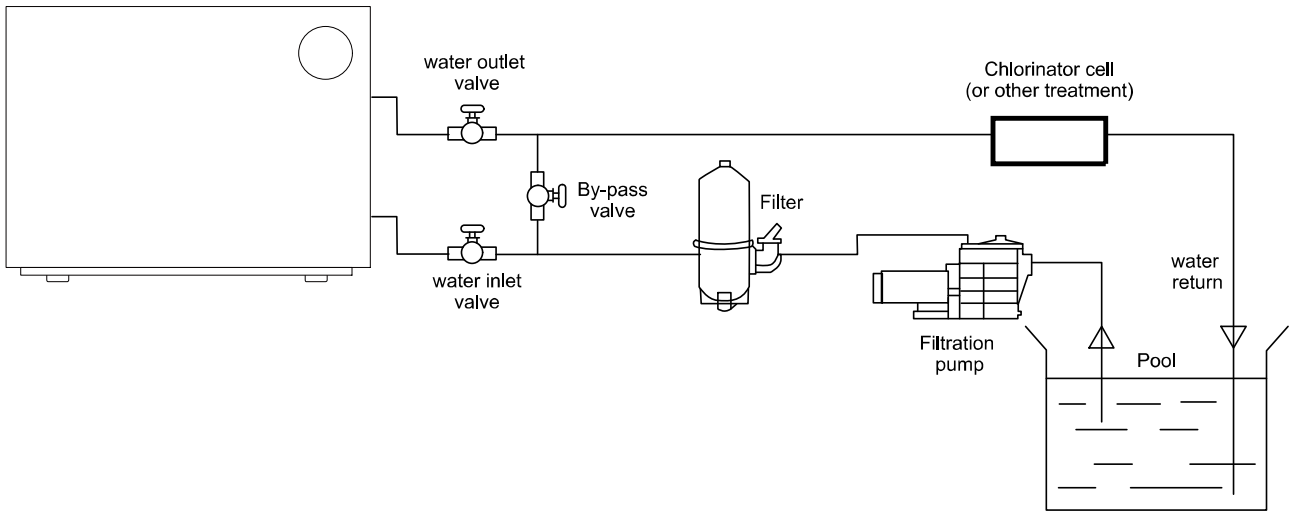 water outlet
valve
Chlorinator cell
(or other treatment)
By-pass
valve
Filter
water inlet
valve
water
return
Filtration
pump
Pool